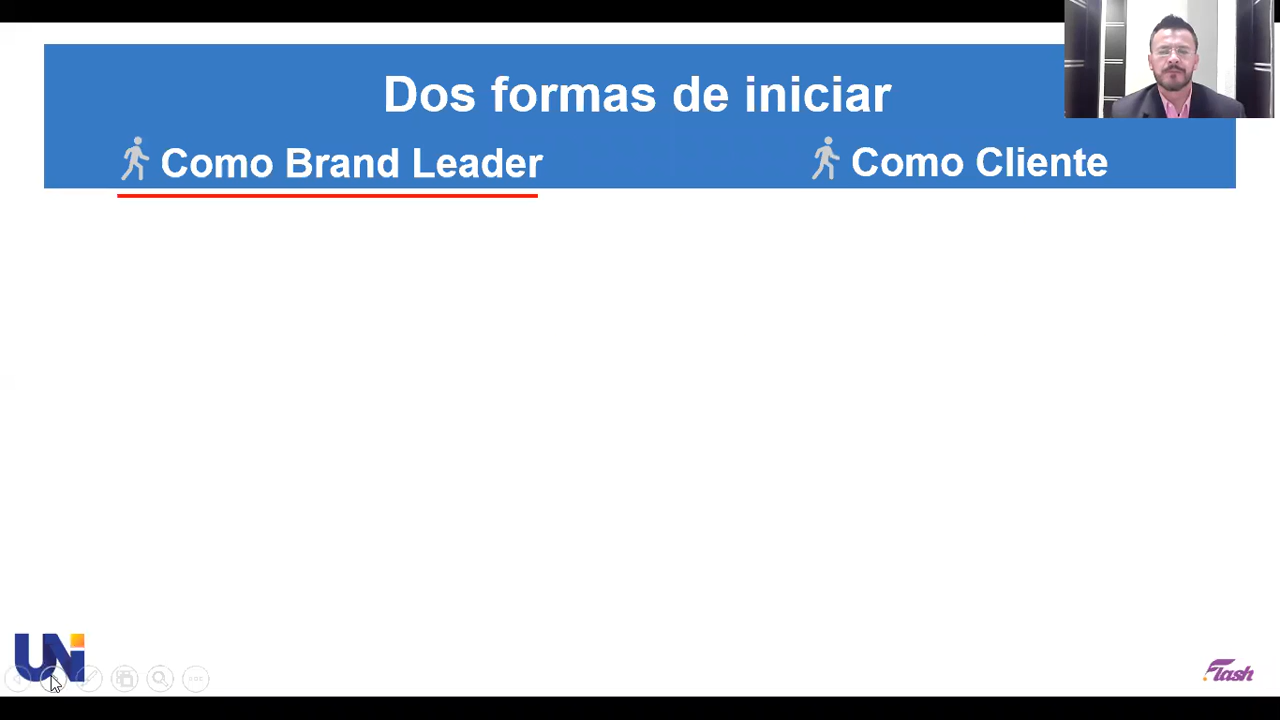 Dos formas de iniciar
Como Brand Leader
Como Cliente
UNi
Flash